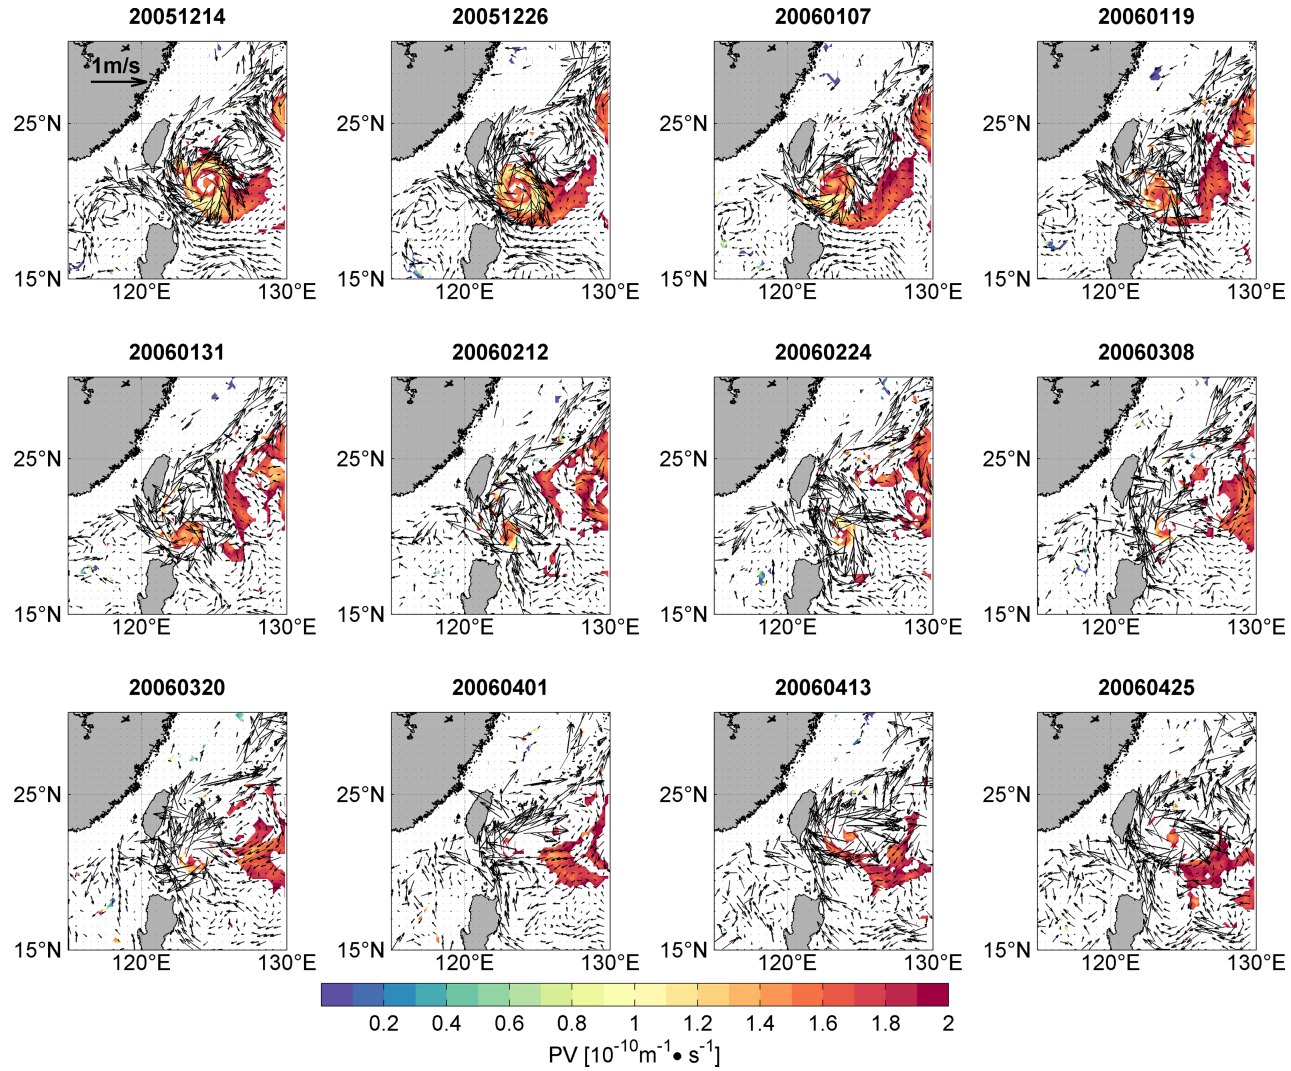 20051214 20051226 20060107 20060119
1m/s
25°N 25°N 25°N 25°N
15°N 15°N 15°N 15°N
120°E 130°E 120°E 130°E 120°E 130°E 120°E 130°E
20060131 20060212 20060224 20060308
25°N 25°N 25°N 25°N
15°N 15°N 15°N 15°N
120°E 130°E 120°E 130°E 120°E 130°E 120°E 130°E
20060320 20060401 20060413 20060425
25°N 25°N 25°N 25°N
15°N 15°N 15°N 15°N
120°E 130°E 120°E 130°E 120°E 130°E 120°E 130°E
0.2 0.4 0.6 0.8 1 1.2 1.4 1.6 1.8 2
PV [10⁻¹⁰m⁻¹• s⁻¹]